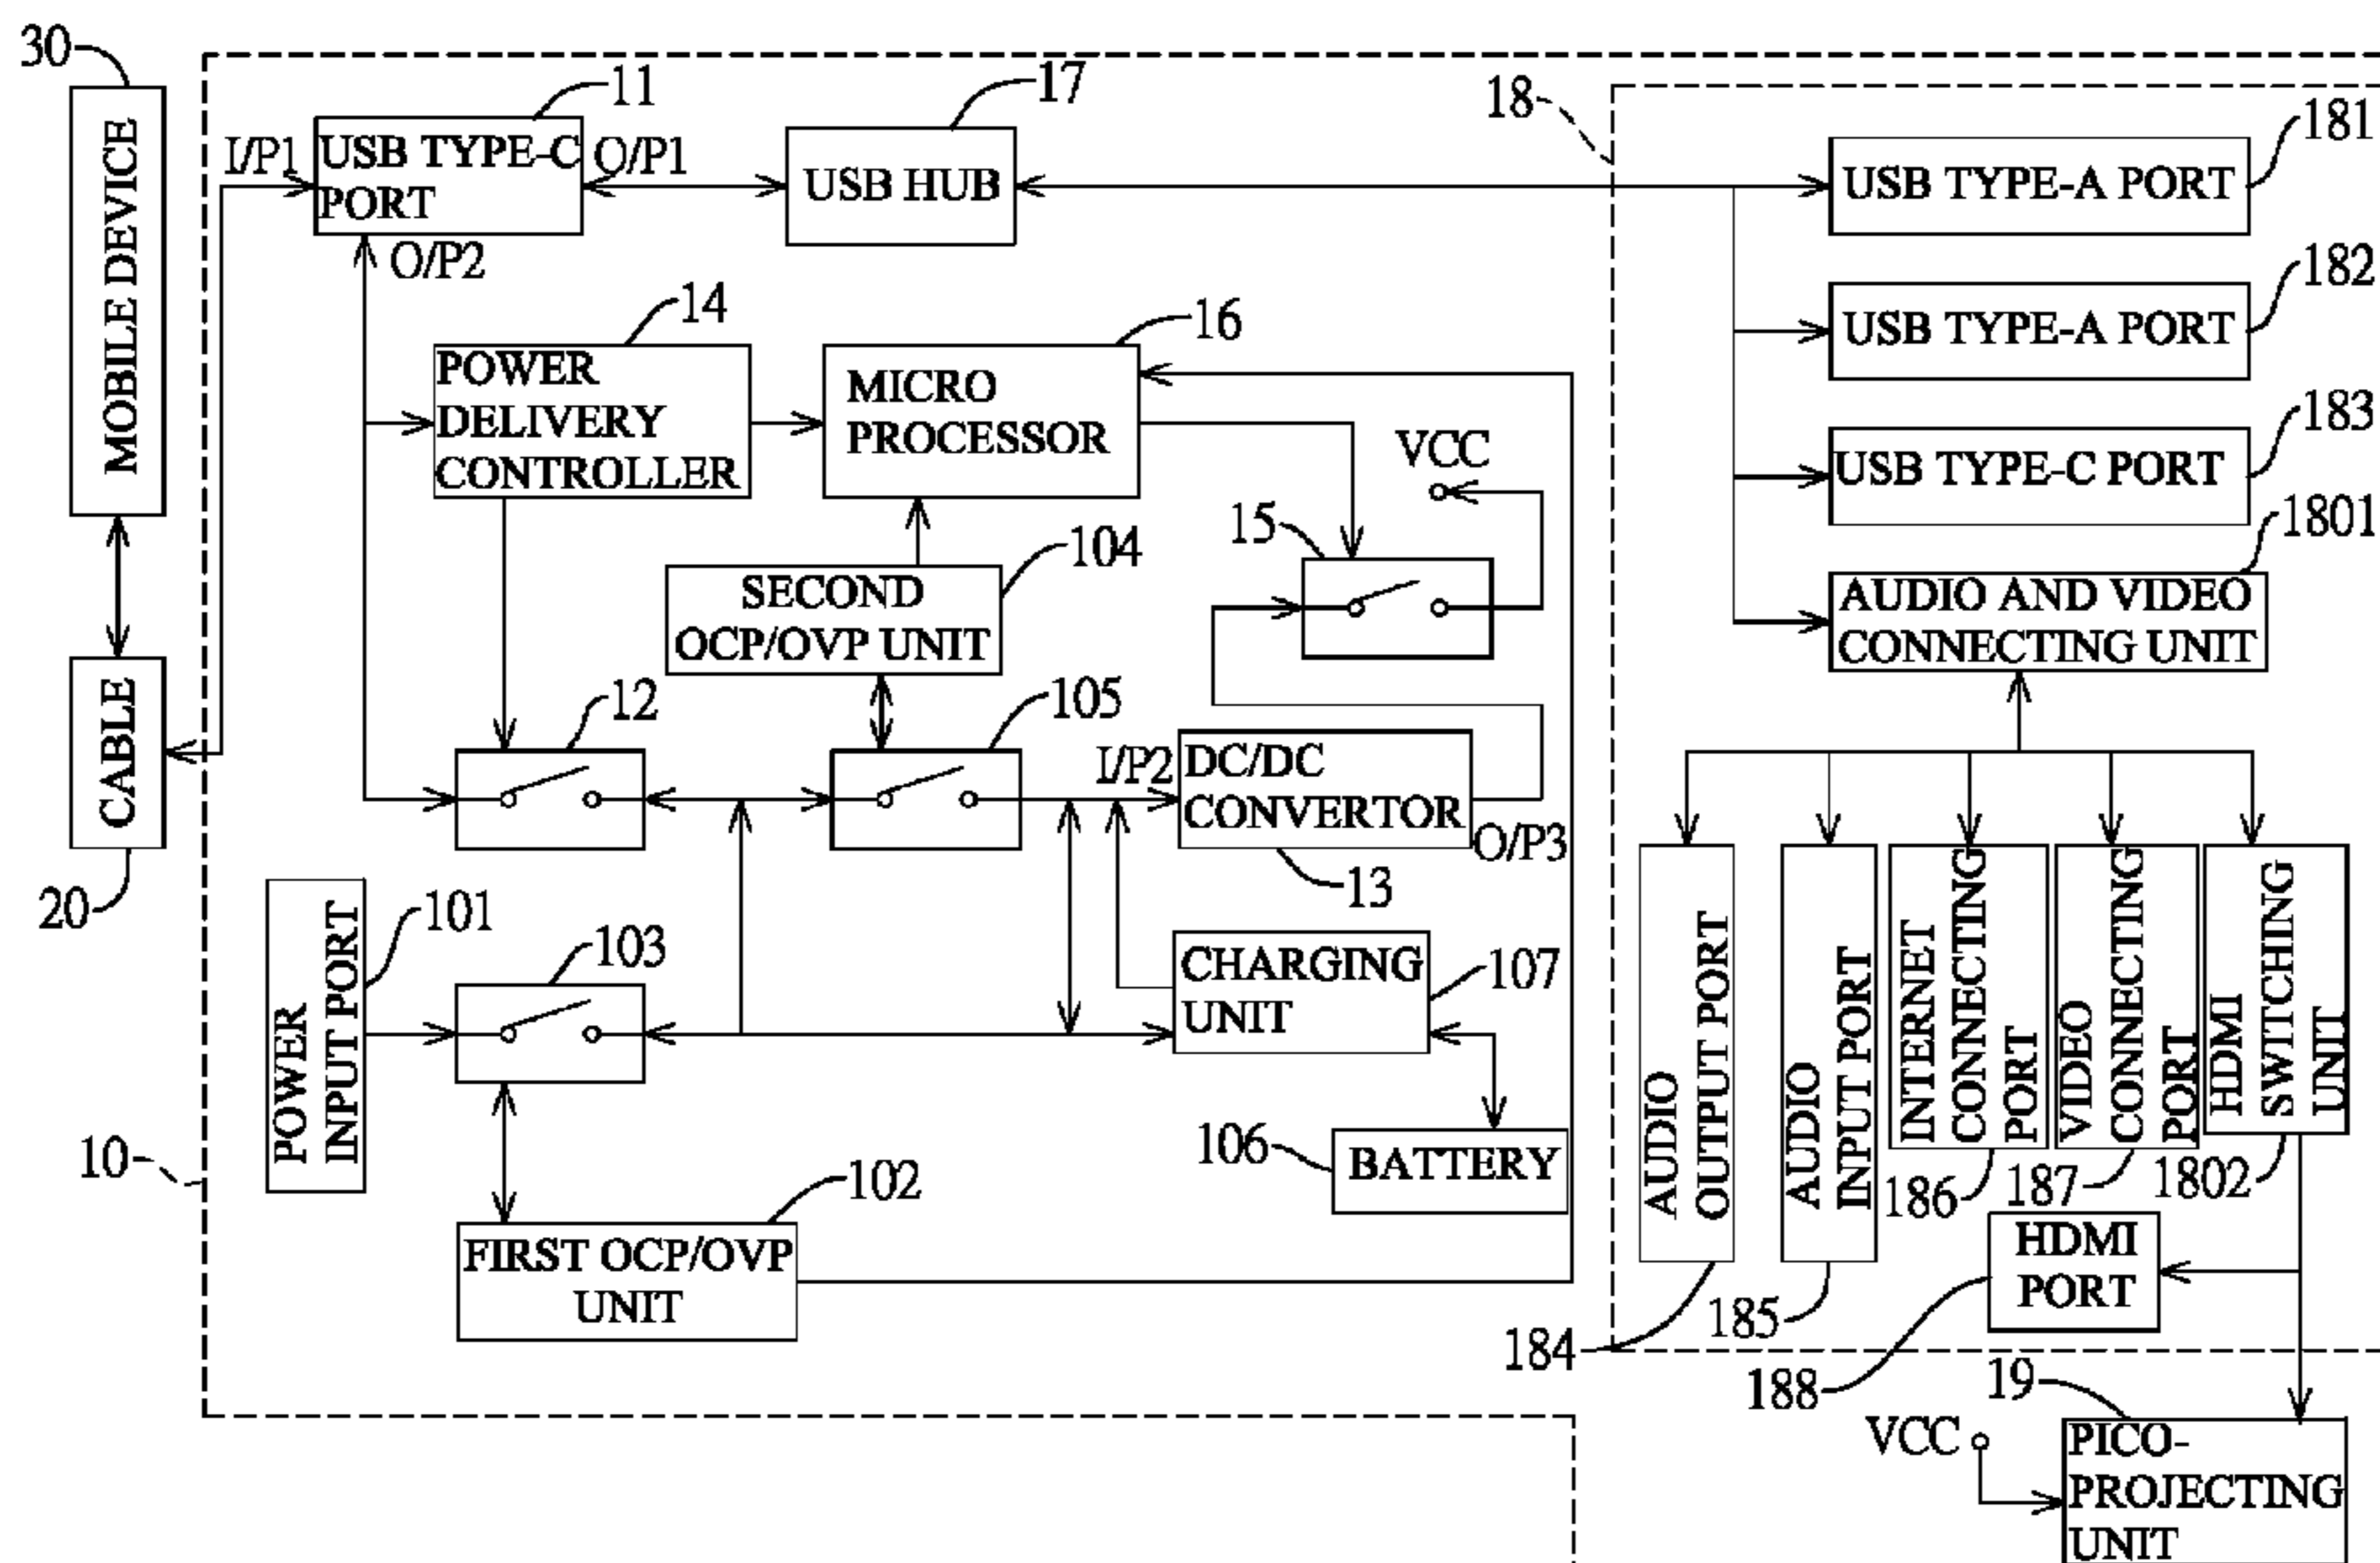 30
MOBILE DEVICE
CABLE
20
10
I/P1
11
USB TYPE-C
PORT
O/P1
O/P2
17
USB HUB
14
POWER
DELIVERY
CONTROLLER
16
MICRO
PROCESSOR
VCC
15
104
SECOND
OCP/OVP UNIT
12
105
I/P2
DC/DC
CONVERTOR
O/P3
13
POWER
INPUT PORT
101
103
CHARGING
UNIT
107
106
BATTERY
102
FIRST OCP/OVP
UNIT
18
181
USB TYPE-A PORT
182
USB TYPE-A PORT
183
USB TYPE-C PORT
1801
AUDIO AND VIDEO
CONNECTING UNIT
AUDIO
OUTPUT PORT
184
AUDIO
INPUT PORT
185
INTERNET
CONNECTING
PORT
186
VIDEO
CONNECTING
PORT
187
HDMI
SWITCHING
UNIT
1802
HDMI
PORT
188
19
VCC
PICO-
PROJECTING
UNIT